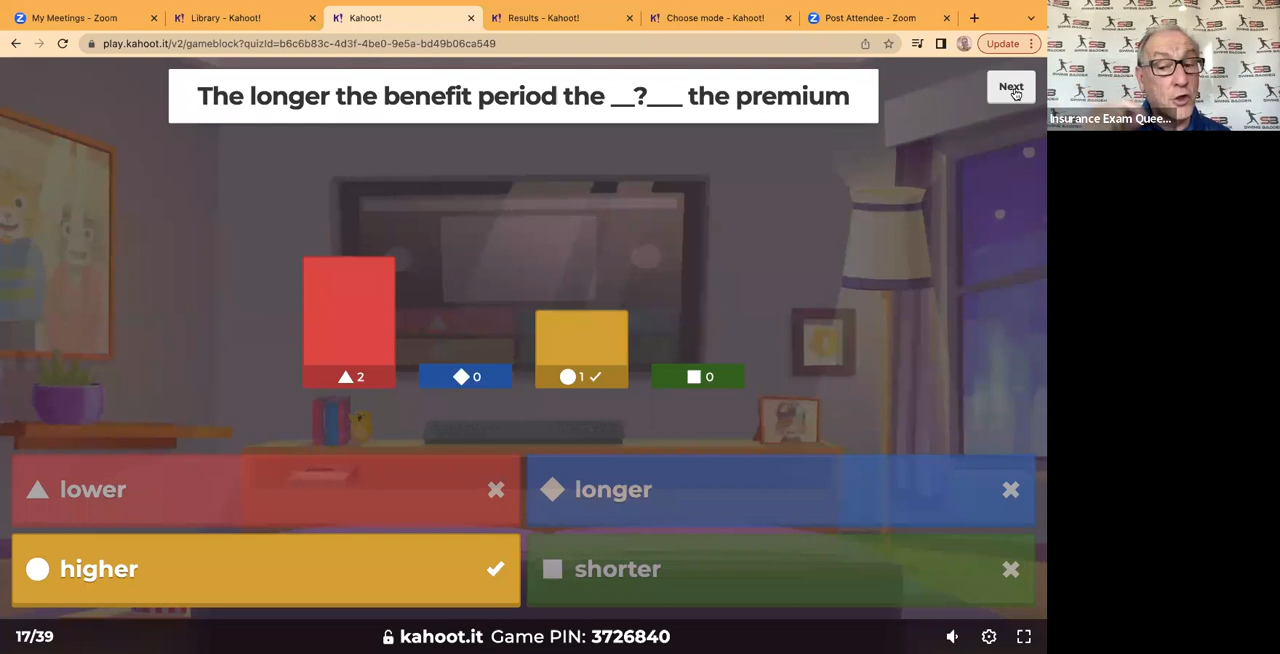 My Meetings - Zoom
Library - Kahoot!
Kahoot!
Results - Kahoot!
Choose mode - Kahoot!
Post Attendee - Zoom
play.kahoot.it/v2/gameblock?quizId=b6c6b83c-4d3f-4be0-9e5a-bd49b06ca549
Update
The longer the benefit period the __?___ the premium
Next
Insurance Exam Quee...
2
0
1
0
lower
longer
higher
shorter
17/39
kahoot.it Game PIN: 3726840